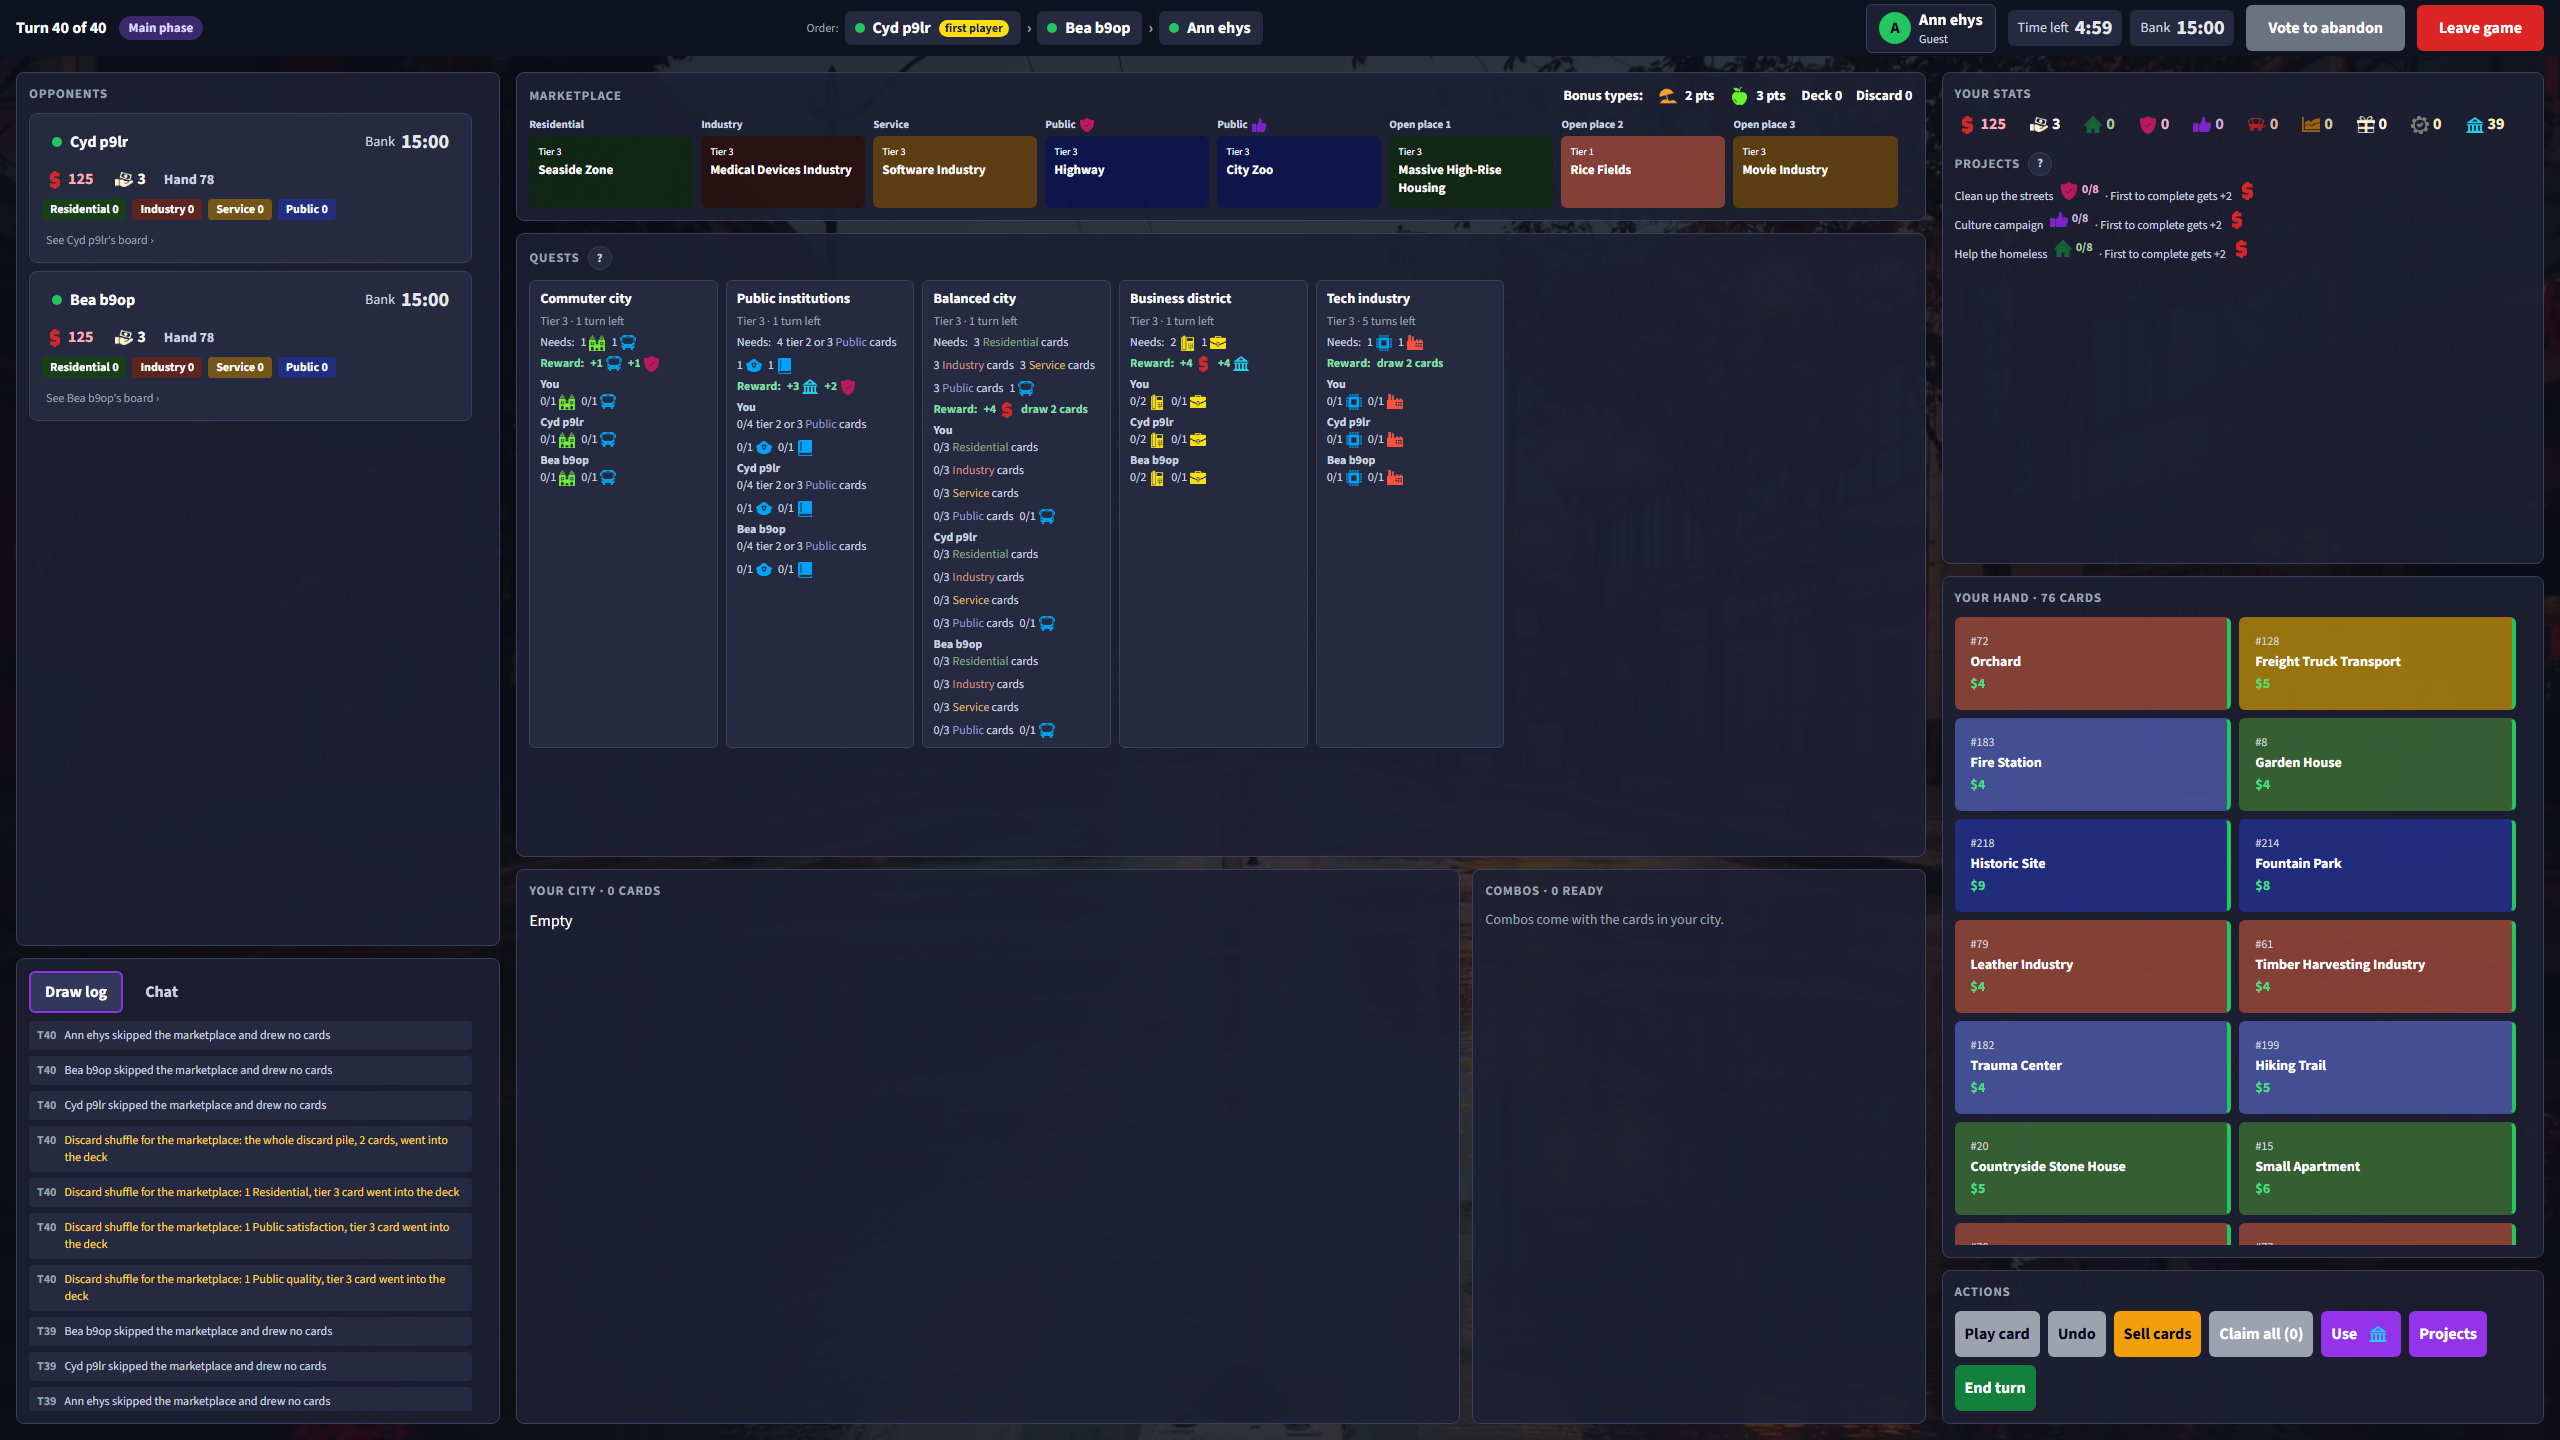 Turn 40 of 40 Main phase
Order: Cyd p9lr first player › Bea b9op › Ann ehys
A Ann ehys
Guest
Time left 4:59
Bank 15:00
Vote to abandon
Leave game
OPPONENTS
Cyd p9lr Bank 15:00
125 3 Hand 78
Residential 0 Industry 0 Service 0 Public 0
See Cyd p9lr's board ›
Bea b9op Bank 15:00
125 3 Hand 78
Residential 0 Industry 0 Service 0 Public 0
See Bea b9op's board ›
Draw log Chat
T40 Ann ehys skipped the marketplace and drew no cards
T40 Bea b9op skipped the marketplace and drew no cards
T40 Cyd p9lr skipped the marketplace and drew no cards
T40 Discard shuffle for the marketplace: the whole discard pile, 2 cards, went into
the deck
T40 Discard shuffle for the marketplace: 1 Residential, tier 3 card went into the deck
T40 Discard shuffle for the marketplace: 1 Public satisfaction, tier 3 card went into
the deck
T40 Discard shuffle for the marketplace: 1 Public quality, tier 3 card went into the
deck
T39 Bea b9op skipped the marketplace and drew no cards
T39 Cyd p9lr skipped the marketplace and drew no cards
T39 Ann ehys skipped the marketplace and drew no cards
MARKETPLACE
Bonus types: 2 pts 3 pts Deck 0 Discard 0
Residential
Tier 3
Seaside Zone
Industry
Tier 3
Medical Devices Industry
Service
Tier 3
Software Industry
Public
Tier 3
Highway
Public
Tier 3
City Zoo
Open place 1
Tier 3
Massive High-Rise
Housing
Open place 2
Tier 1
Rice Fields
Open place 3
Tier 3
Movie Industry
QUESTS ?
Commuter city
Tier 3 · 1 turn left
Needs: 1 1
Reward: +1 +1
You
0/1 0/1
Cyd p9lr
0/1 0/1
Bea b9op
0/1 0/1
Public institutions
Tier 3 · 1 turn left
Needs: 4 tier 2 or 3 Public cards
1 1
Reward: +3 +2
You
0/4 tier 2 or 3 Public cards
0/1 0/1
Cyd p9lr
0/4 tier 2 or 3 Public cards
0/1 0/1
Bea b9op
0/4 tier 2 or 3 Public cards
0/1 0/1
Balanced city
Tier 3 · 1 turn left
Needs: 3 Residential cards
3 Industry cards 3 Service cards
3 Public cards 1
Reward: +4 draw 2 cards
You
0/3 Residential cards
0/3 Industry cards
0/3 Service cards
0/3 Public cards 0/1
Cyd p9lr
0/3 Residential cards
0/3 Industry cards
0/3 Service cards
0/3 Public cards 0/1
Bea b9op
0/3 Residential cards
0/3 Industry cards
0/3 Service cards
0/3 Public cards 0/1
Business district
Tier 3 · 1 turn left
Needs: 2 1
Reward: +4 +4
You
0/2 0/1
Cyd p9lr
0/2 0/1
Bea b9op
0/2 0/1
Tech industry
Tier 3 · 5 turns left
Needs: 1 1
Reward: draw 2 cards
You
0/1 0/1
Cyd p9lr
0/1 0/1
Bea b9op
0/1 0/1
YOUR CITY · 0 CARDS
Empty
COMBOS · 0 READY
Combos come with the cards in your city.
YOUR STATS
125 3 0 0 0 0 0 0 0 39
PROJECTS ?
Clean up the streets 0/8 · First to complete gets +2
Culture campaign 0/8 · First to complete gets +2
Help the homeless 0/8 · First to complete gets +2
YOUR HAND · 76 CARDS
#72
Orchard
$4
#128
Freight Truck Transport
$5
#183
Fire Station
$4
#8
Garden House
$4
#218
Historic Site
$9
#214
Fountain Park
$8
#79
Leather Industry
$4
#61
Timber Harvesting Industry
$4
#182
Trauma Center
$4
#199
Hiking Trail
$5
#20
Countryside Stone House
$5
#15
Small Apartment
$6
ACTIONS
Play card
Undo
Sell cards
Claim all (0)
Use
Projects
End turn